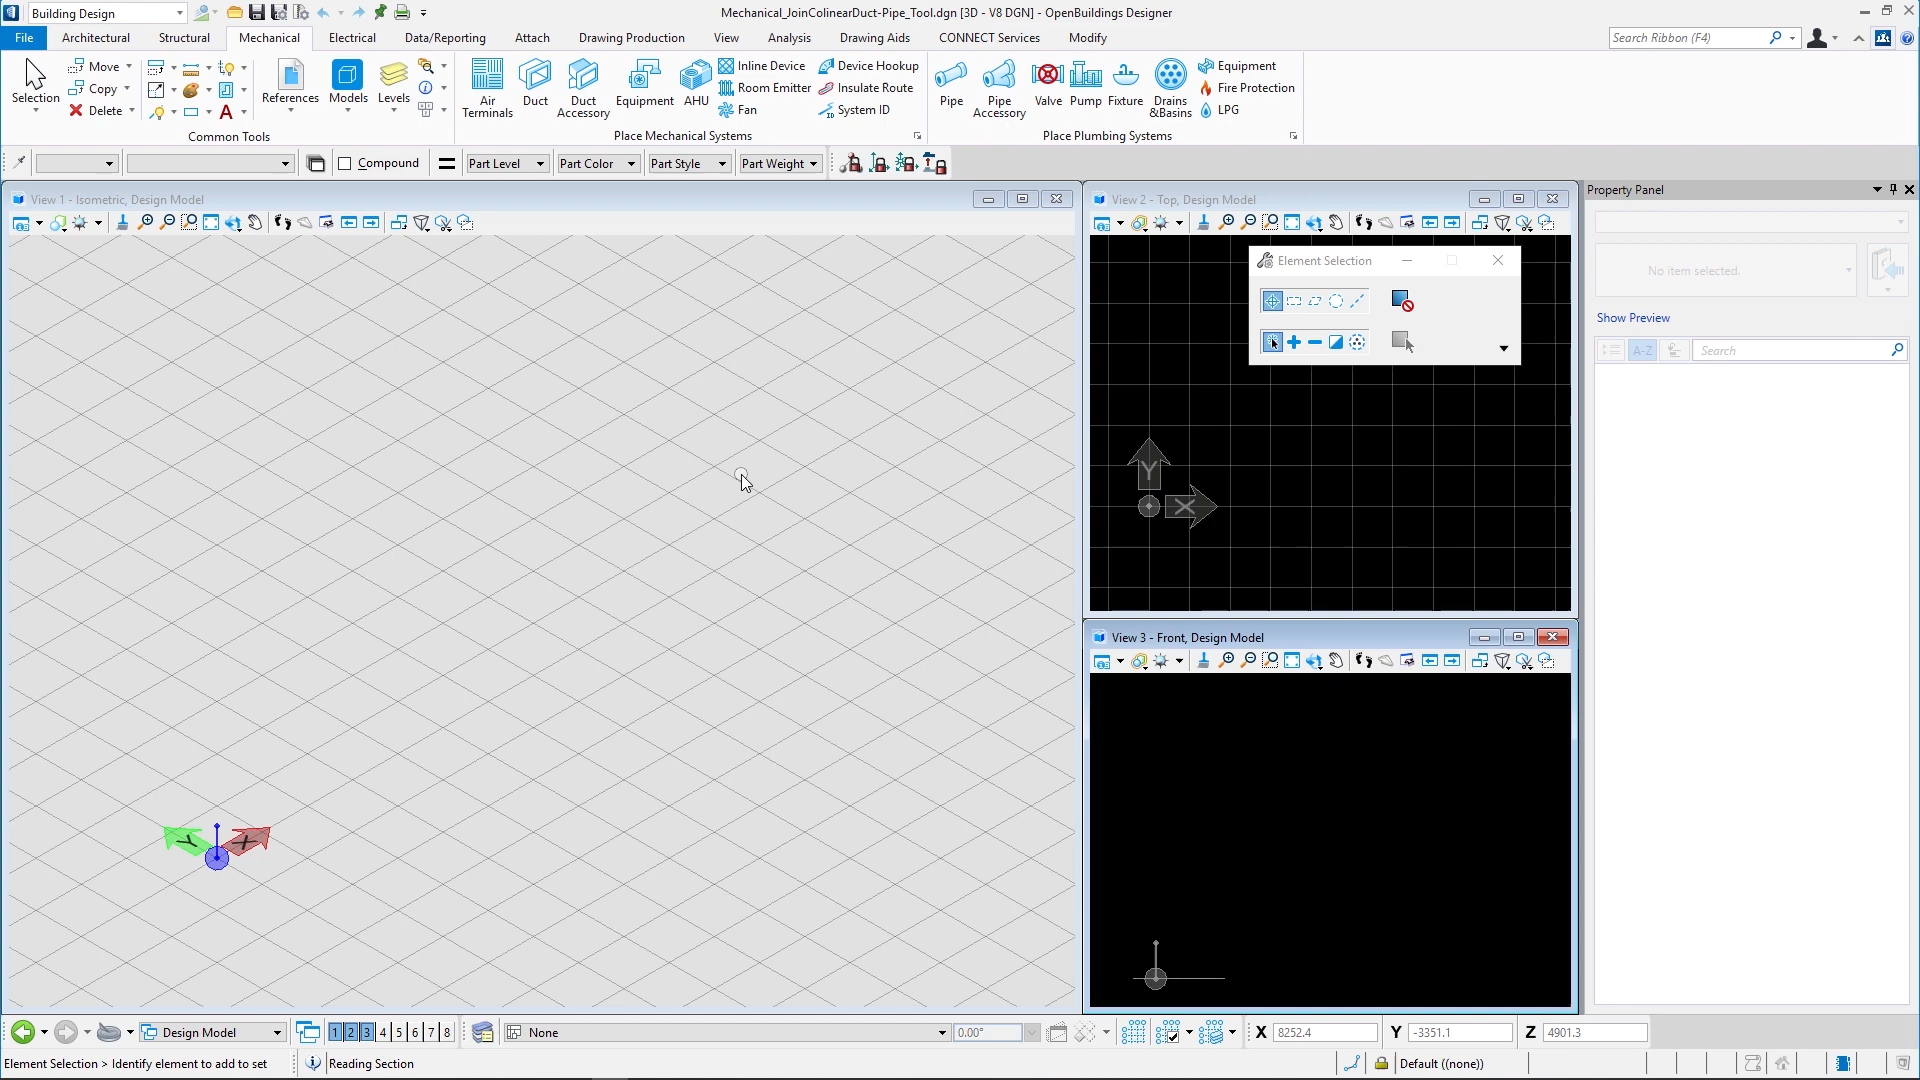 Building Design
Mechanical_JoinColinearDuct-Pipe_Tool.dgn [3D - V8 DGN] - OpenBuildings Designer
File Architectural Structural Mechanical Electrical Data/Reporting Attach Drawing Production View Analysis Drawing Aids CONNECT Services Modify Search Ribbon (F4)
Selection
Move
Copy
Delete
References
Models
Levels
Common Tools
Air Terminals
Duct
Duct Accessory
Equipment
AHU
Inline Device
Room Emitter
Fan
Device Hookup
Insulate Route
System ID
Place Mechanical Systems
Pipe
Pipe Accessory
Valve
Pump
Fixture
Drains &Basins
Equipment
Fire Protection
LPG
Place Plumbing Systems
Compound
Part Level
Part Color
Part Style
Part Weight
View 1 - Isometric, Design Model
View 2 - Top, Design Model
Property Panel
Element Selection
No item selected.
Show Preview
A-Z
Search
Y
X
View 3 - Front, Design Model
Y X
Design Model
1 2 3 4 5 6 7 8
None
0.00°
X 8252.4
Y -3351.1
Z 4901.3
Element Selection > Identify element to add to set
Reading Section
Default ((none))